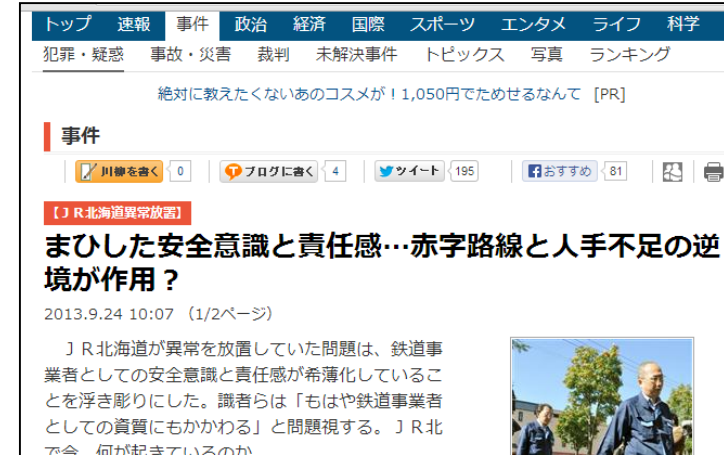 トップ 速報 事件 政治 経済 国際 スポーツ エンタメ ライフ 科学
犯罪・疑惑 事故・災害 裁判 未解決事件 トピックス 写真 ランキング
絶対に教えたくないあのコスメが!1,050円でためせるなんて [PR]
事件
川柳を書く 0 ブログに書く 4 ツイート 195 おすすめ 81
【JR北海道異常放置】
まひした安全意識と責任感…赤字路線と人手不足の逆
境が作用?
2013.9.24 10:07 (1/2ページ)
JR北海道が異常を放置していた問題は、鉄道事
業者としての安全意識と責任感が希薄化しているこ
とを浮き彫りにした。識者らは「もはや鉄道事業者
としての資質にもかかわる」と問題視する。JR北
で今、何が起きているのか。